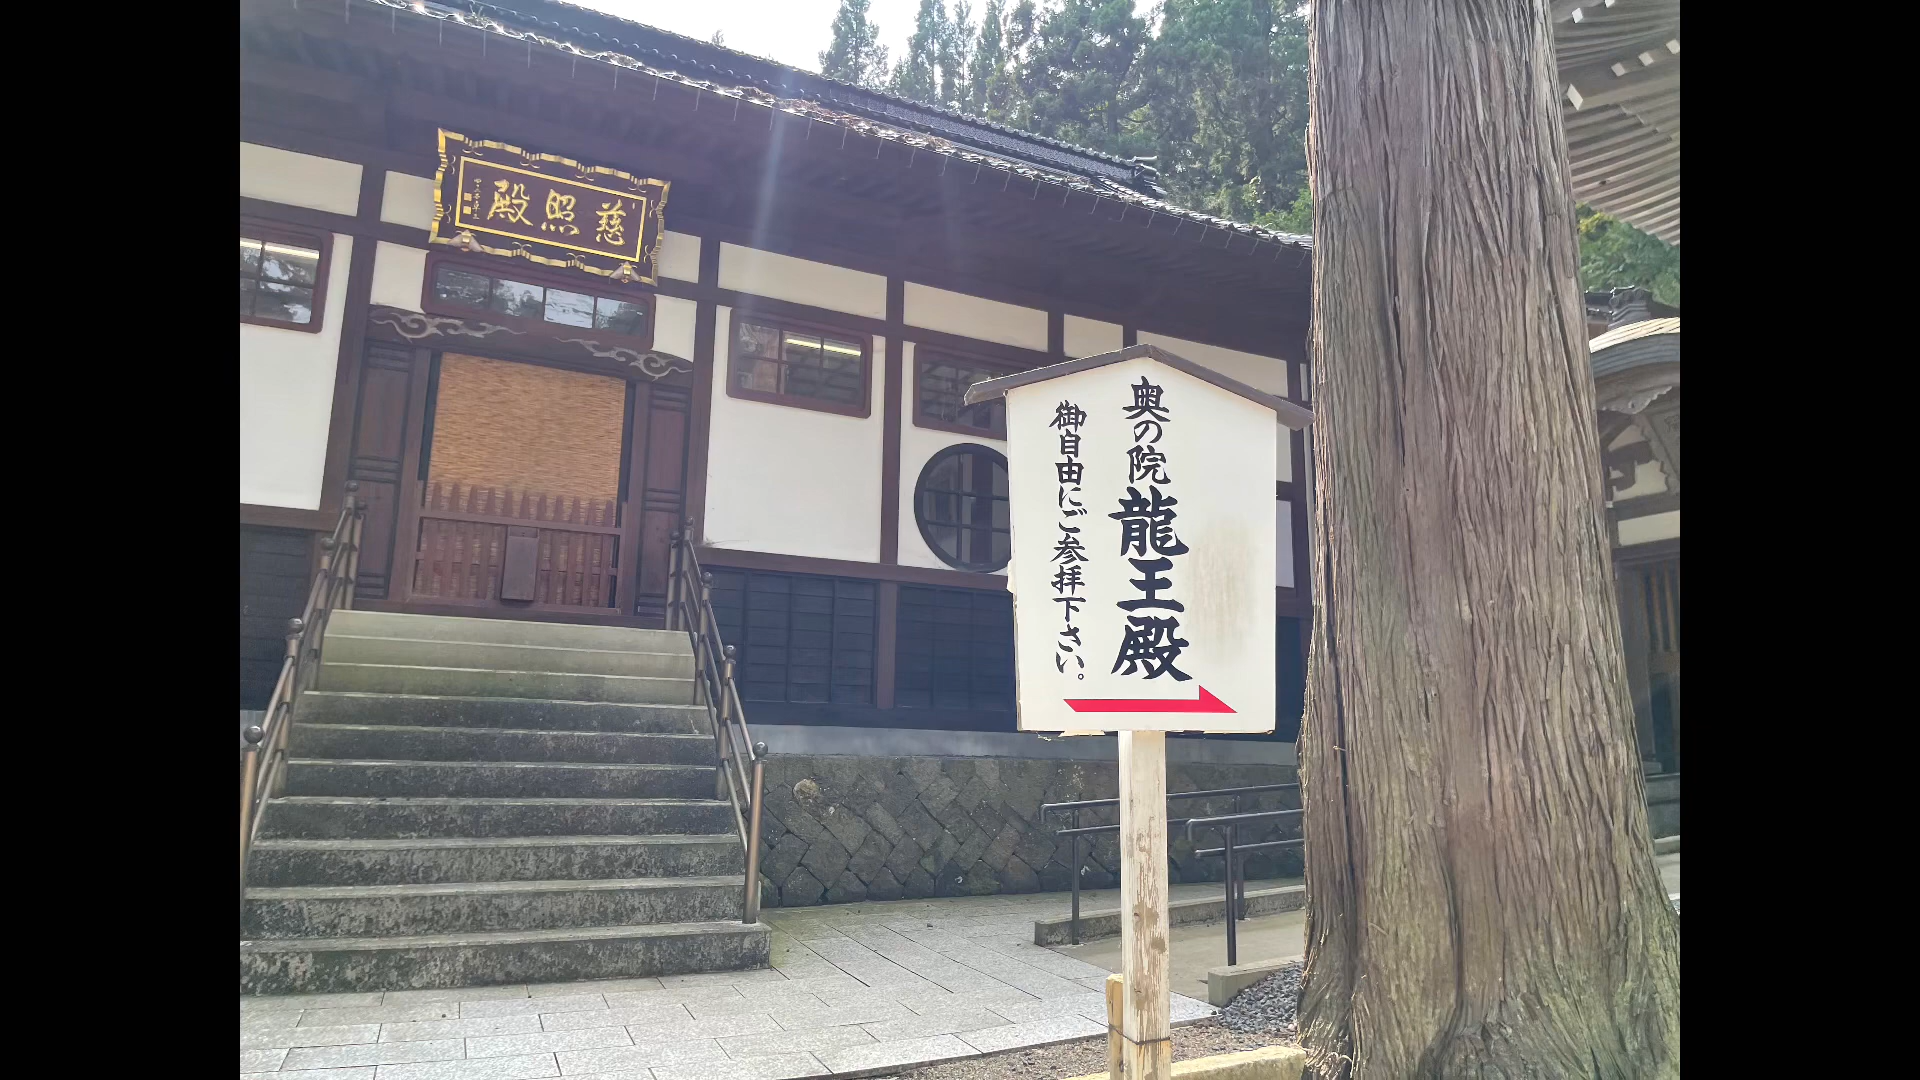 慈照殿
奥の院龍王殿
御自由にご参拝下さい。